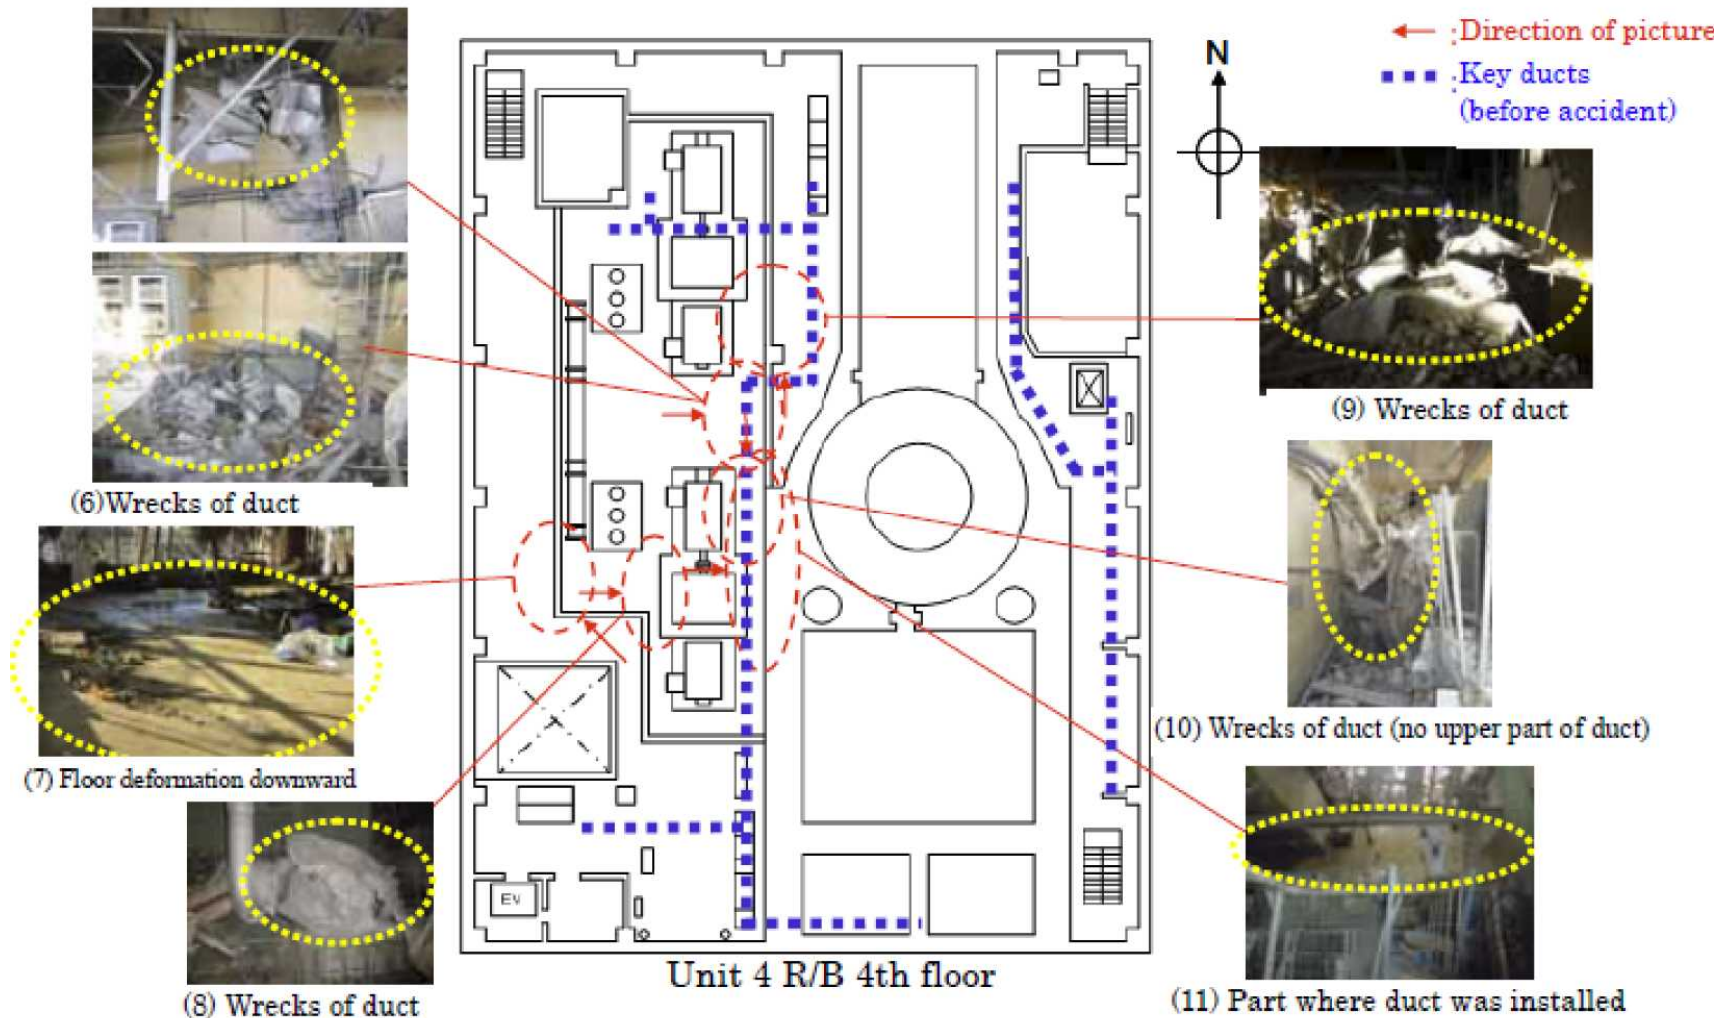 :Direction of picture
:Key ducts
(before accident)
N
(6)Wrecks of duct
(9) Wrecks of duct
(7) Floor deformation downward
(10) Wrecks of duct (no upper part of duct)
EV
(8) Wrecks of duct
Unit 4 R/B 4th floor
(11) Part where duct was installed